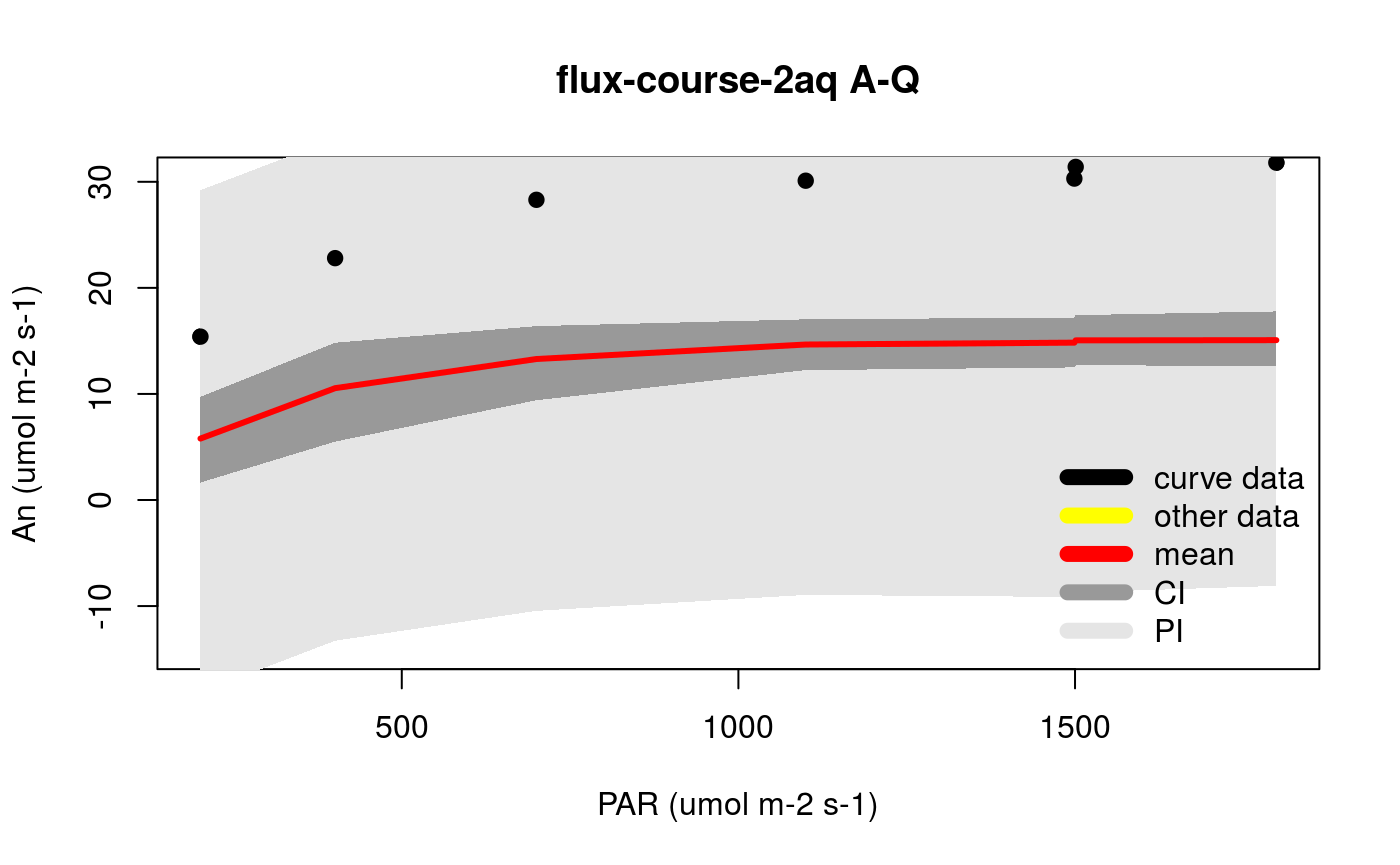 flux-course-2aq A-Q
An (umol m-2 s-1)
30
20
10
0
-10
curve data
other data
mean
CI
PI
500 1000 1500
PAR (umol m-2 s-1)